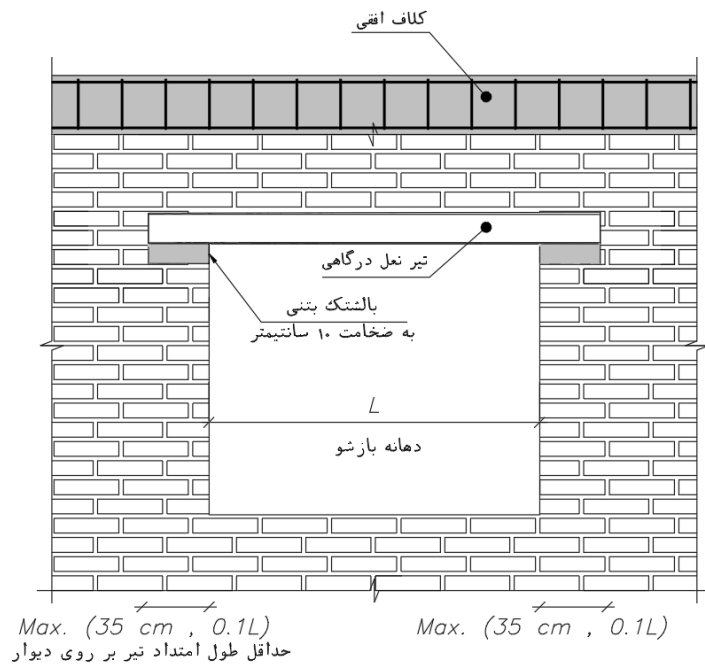 کلاف افقی
تیر نعل درگاهی
بالشتک بتنی
به ضخامت ۱۰ سانتیمتر
L
دهانه بازشو
Max. (35 cm , 0.1L)
Max. (35 cm , 0.1L)
حداقل طول امتداد تیر بر روی دیوار